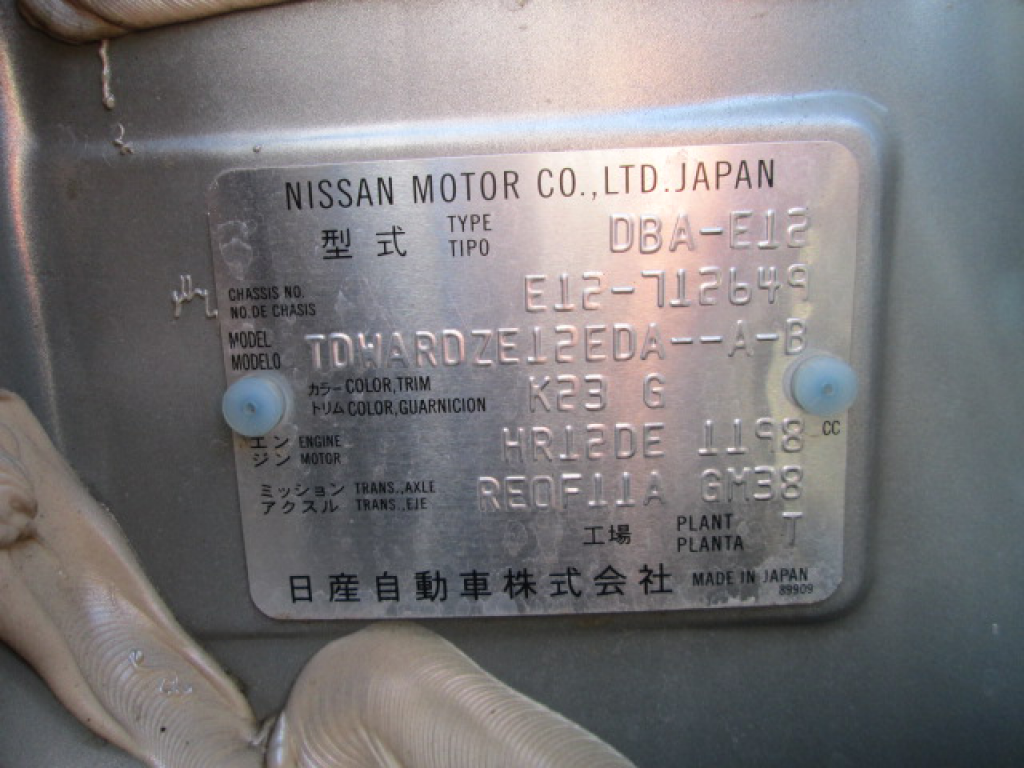 NISSAN MOTOR CO.,LTD.JAPAN
型式 TYPE TIPO DBA-E12
CHASSIS NO. NO.DE CHASIS E12-712649
MODEL MODELO TDWARDZE12EDA--A-B
カラー COLOR,TRIM
トリム COLOR,GUARNICION K23 G
エンジン ENGINE MOTOR HR12DE 1198 CC
ミッション TRANS.,AXLE
アクスル TRANS.,EJE RE0F11A GM38
工場 PLANT PLANTA T
日産自動車株式会社 MADE IN JAPAN
89909